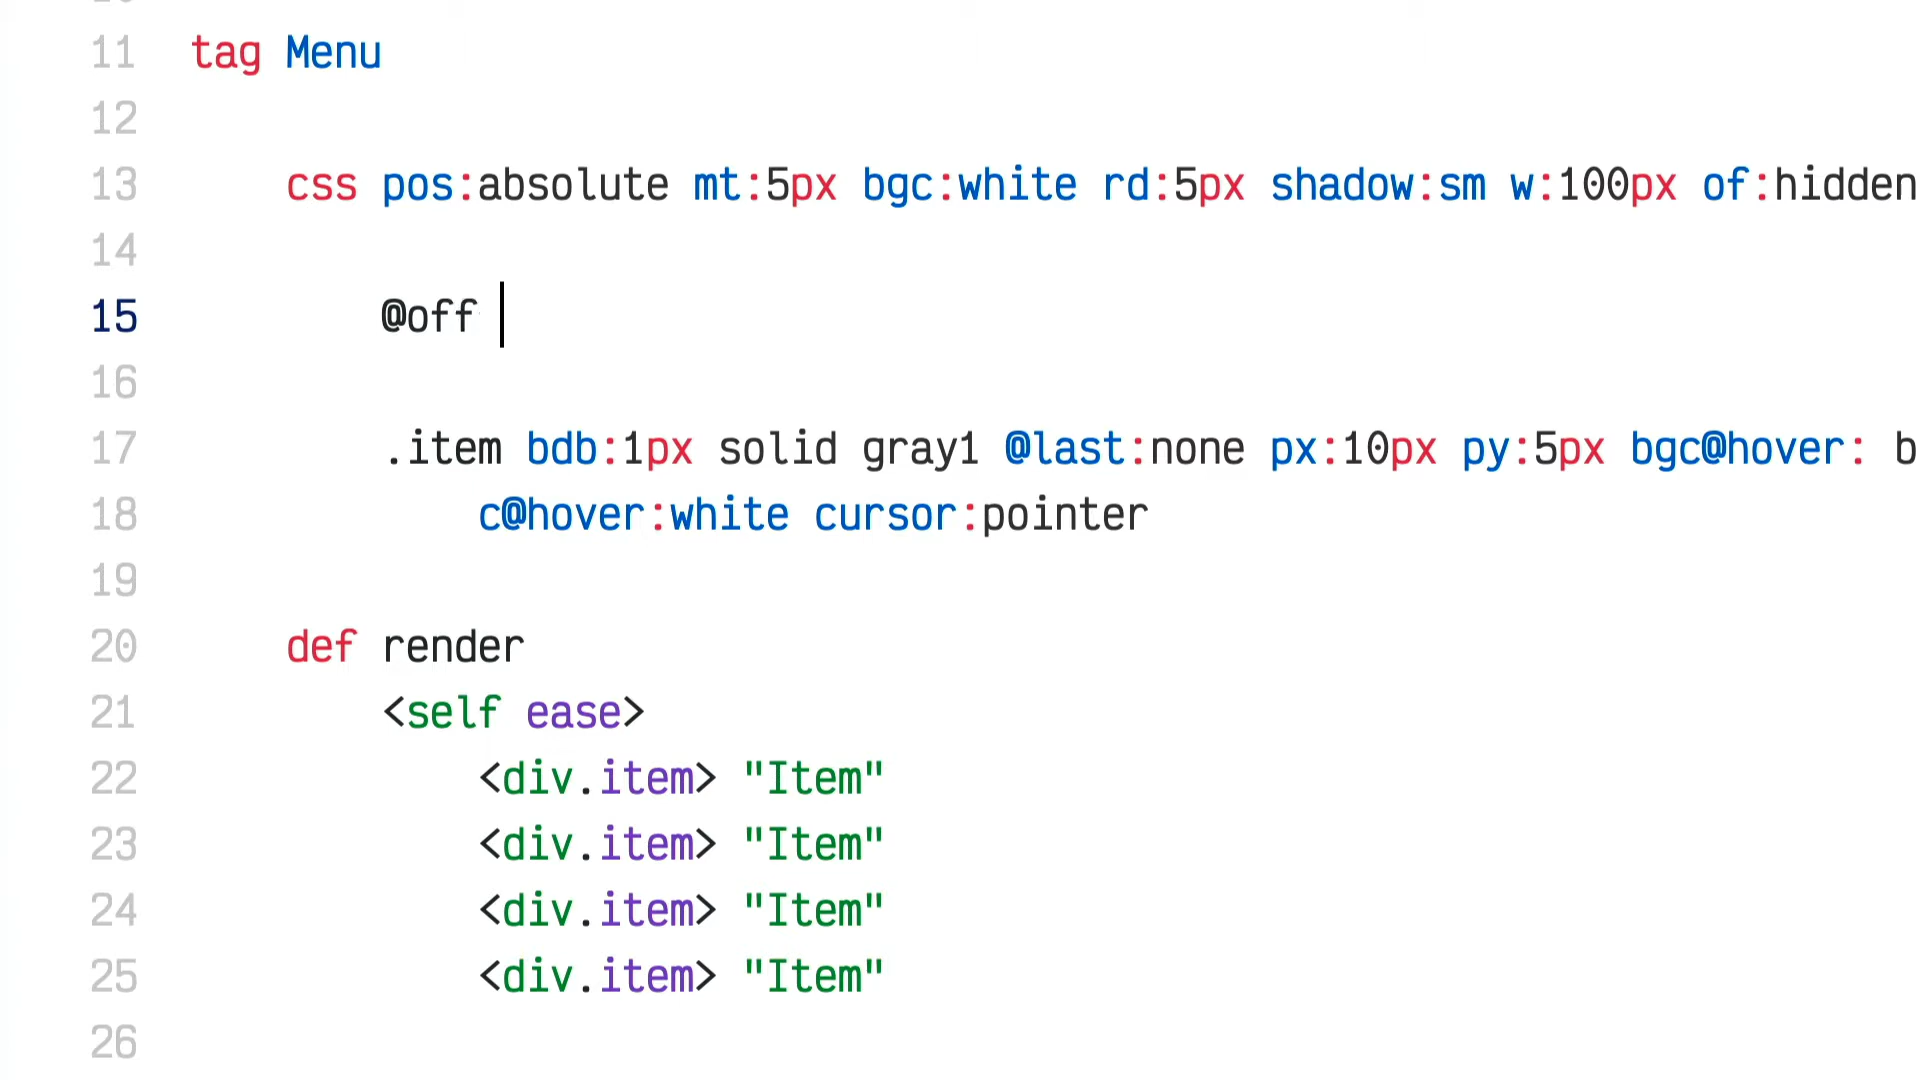 11 tag Menu
12
13 css pos:absolute mt:5px bgc:white rd:5px shadow:sm w:100px of:hidden
14
15 @off
16
17 .item bdb:1px solid gray1 @last:none px:10px py:5px bgc@hover: b
18 c@hover:white cursor:pointer
19
20 def render
21 <self ease>
22 <div.item> "Item"
23 <div.item> "Item"
24 <div.item> "Item"
25 <div.item> "Item"
26